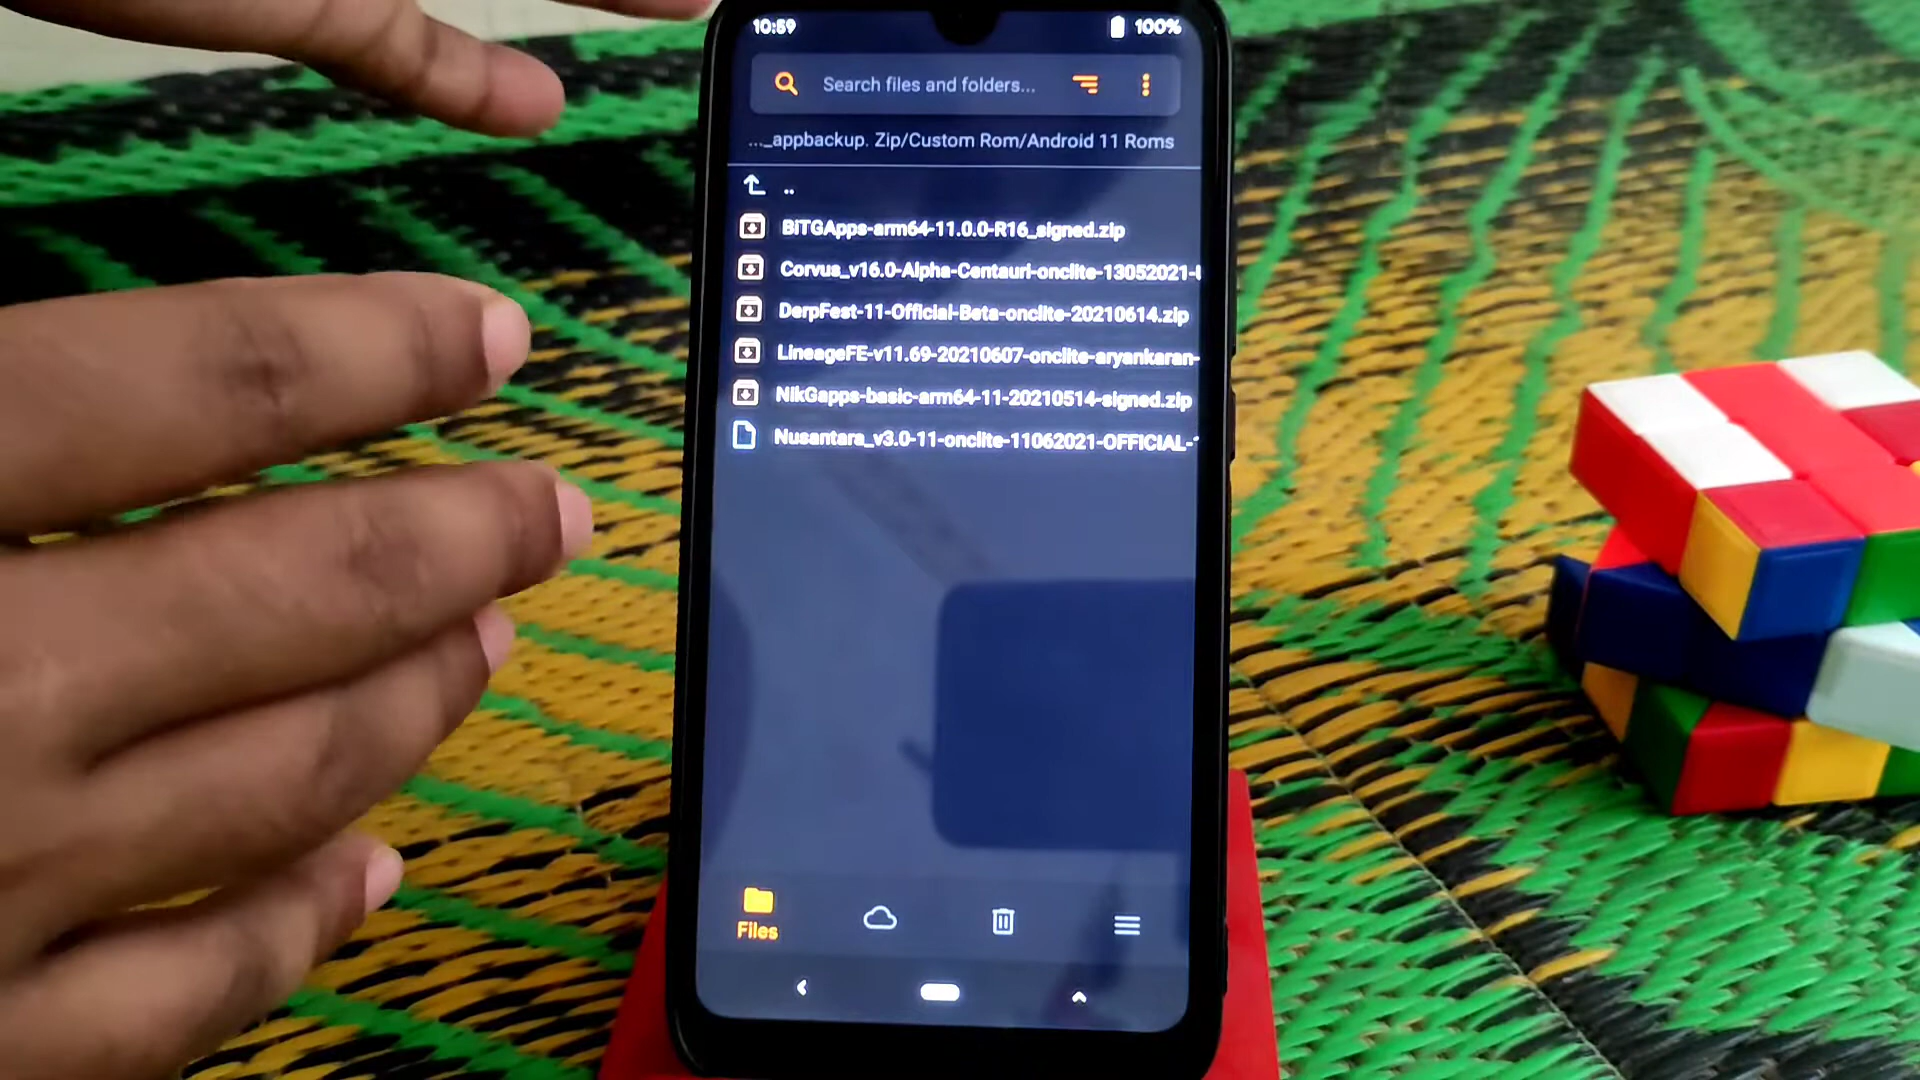 10:59 100%
Search files and folders...
..._appbackup. Zip/Custom Rom/Android 11 Roms
..
BiTGApps-arm64-11.0.0-R16_signed.zip
Corvus_v16.0-Alpha-Centauri-onclite-13052021-
DerpFest-11-Official-Beta-onclite-20210614.zip
LineageFE-v11.69-20210607-onclite-aryankaran-
NikGapps-basic-arm64-11-20210514-signed.zip
Nusantara_v3.0-11-onclite-11062021-OFFICIAL-
Files